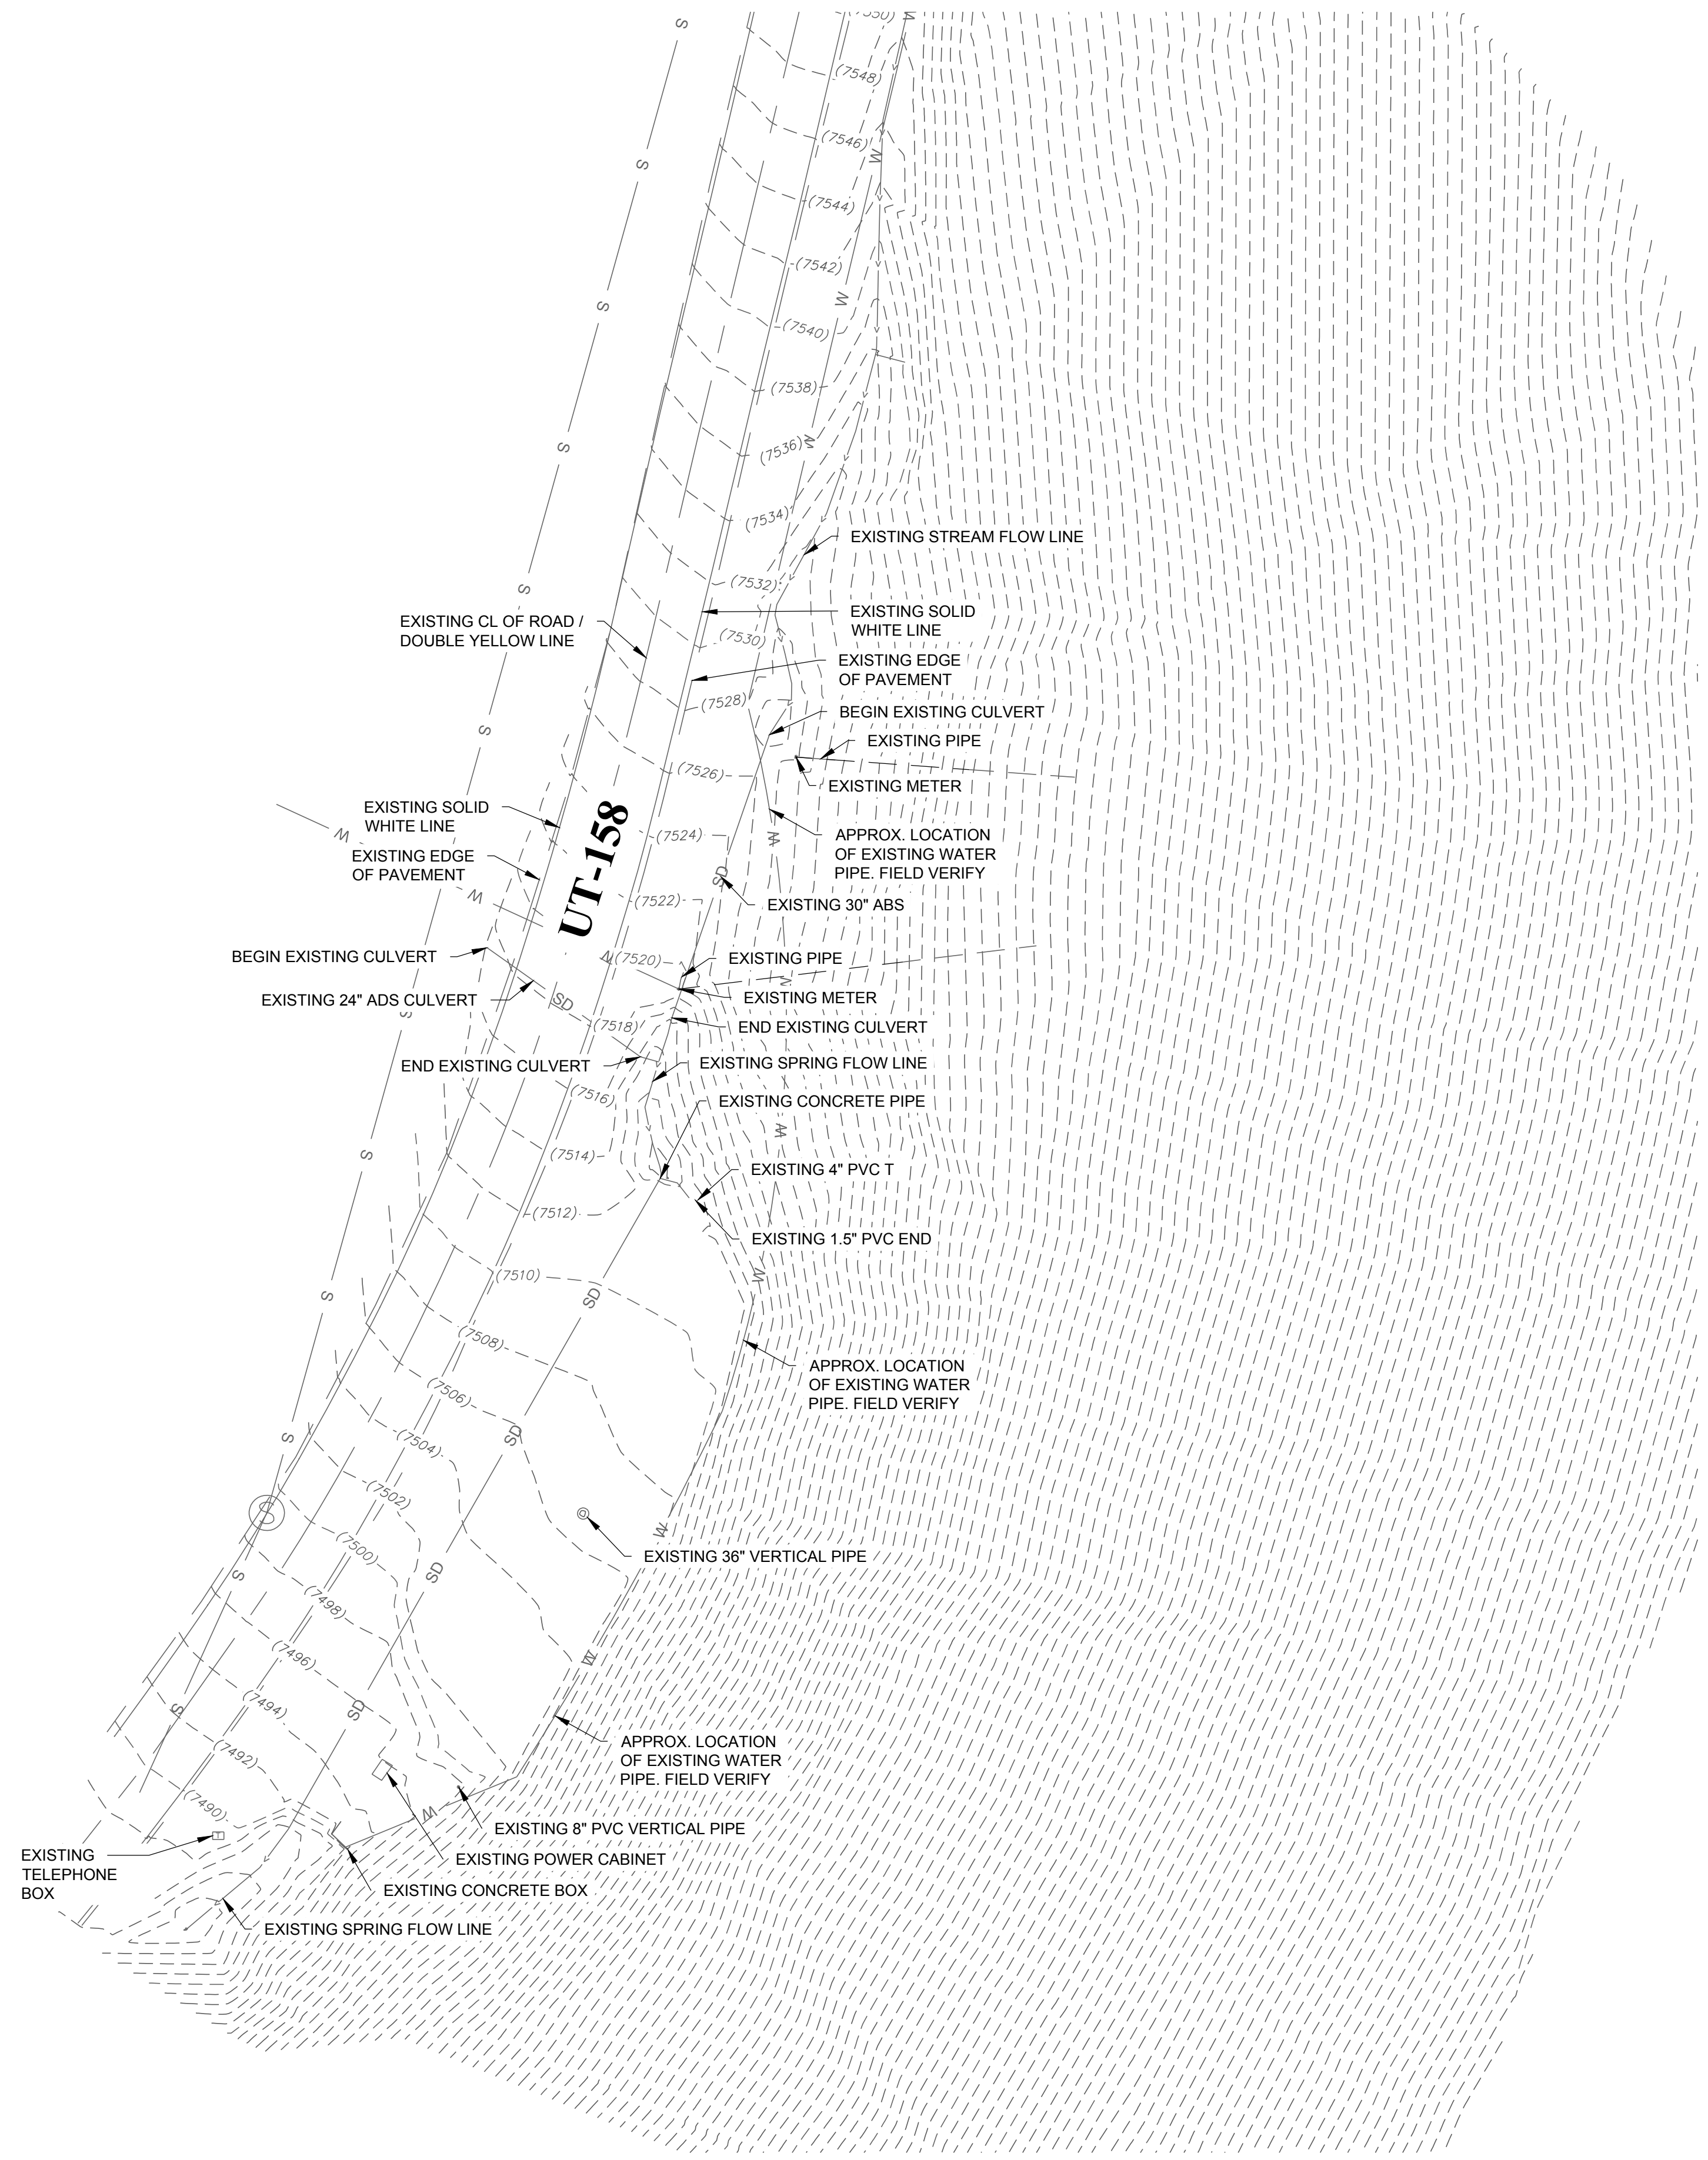 S
(7550)
W
(7548)
(7546)
W
S
(7544)
(7542)
S
W
(7540)
(7538)
S
(7536)
W
(7534)
EXISTING STREAM FLOW LINE
(7532)
S
EXISTING CL OF ROAD /
DOUBLE YELLOW LINE
EXISTING SOLID
WHITE LINE
(7530)
EXISTING EDGE
OF PAVEMENT
(7528)
BEGIN EXISTING CULVERT
S
EXISTING PIPE
(7526)
EXISTING METER
EXISTING SOLID
WHITE LINE
W
UT-158
(7524)
W
APPROX. LOCATION
OF EXISTING WATER
PIPE. FIELD VERIFY
EXISTING EDGE
OF PAVEMENT
S
SD
W
(7522)
EXISTING 30" ABS
BEGIN EXISTING CULVERT
W
(7520)
EXISTING PIPE
W
EXISTING 24" ADS CULVERT
SD
EXISTING METER
S
(7518)
END EXISTING CULVERT
END EXISTING CULVERT
EXISTING SPRING FLOW LINE
(7516)
EXISTING CONCRETE PIPE
W
S
(7514)
EXISTING 4" PVC T
(7512)
EXISTING 1.5" PVC END
(7510)
W
S
SD
(7508)
APPROX. LOCATION
OF EXISTING WATER
PIPE. FIELD VERIFY
(7506)
S
(7504)
SD
(7502)
S
W
(7500)
EXISTING 36" VERTICAL PIPE
S
SD
(7498)
(7496)
W
(7494)
S
SD
APPROX. LOCATION
OF EXISTING WATER
PIPE. FIELD VERIFY
(7492)
(7490)
W
EXISTING 8" PVC VERTICAL PIPE
EXISTING
TELEPHONE
BOX
EXISTING POWER CABINET
EXISTING CONCRETE BOX
EXISTING SPRING FLOW LINE